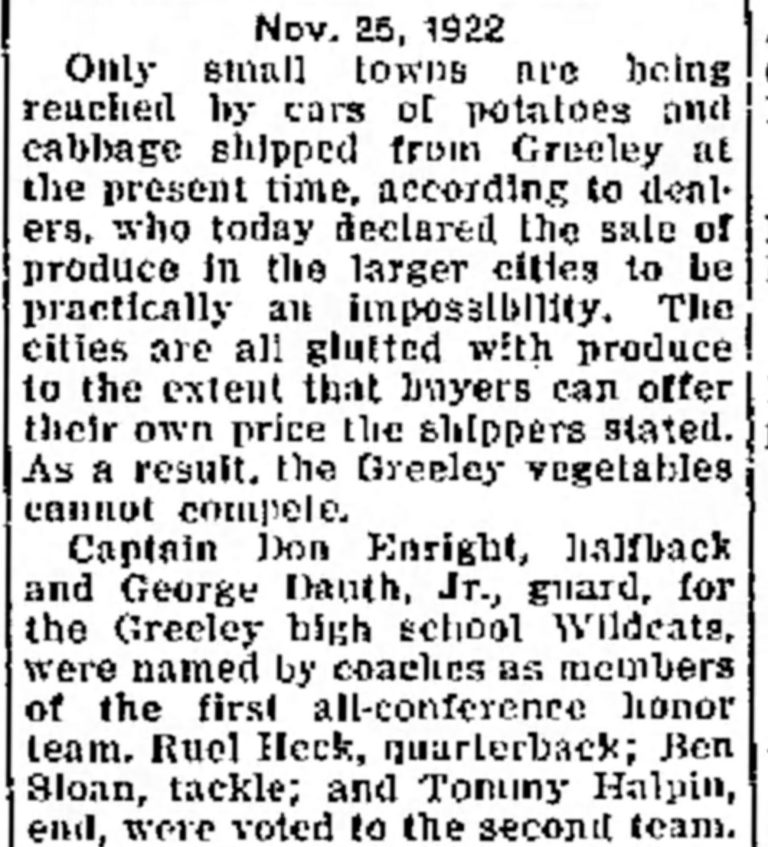 Nov. 25, 1922
Only small towns are being
reached by cars of potatoes and
cabbage shipped from Greeley at
the present time, according to deal-
ers, who today declared the sale of
produce in the larger cities to be
practically an impossibility. The
cities are all glutted with produce
to the extent that buyers can offer
their own price the shippers stated.
As a result, the Greeley vegetables
cannot compete.
Captain Don Enright, halfback
and George Dauth, Jr., guard, for
the Greeley high school Wildcats,
were named by coaches as members
of the first all-conference honor
team. Ruel Heck, quarterback; Ben
Sloan, tackle; and Tommy Halpin,
end, were voted to the second team.